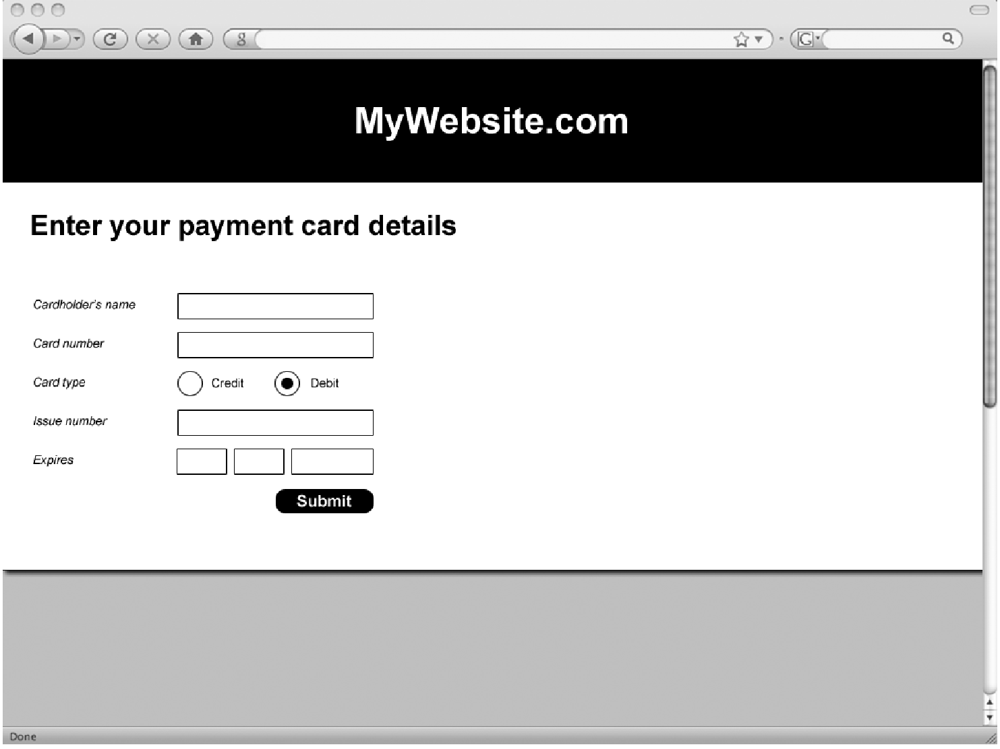 MyWebsite.com
Enter your payment card details
Cardholder's name
Card number
Card type Credit Debit
Issue number
Expires
Submit
Done